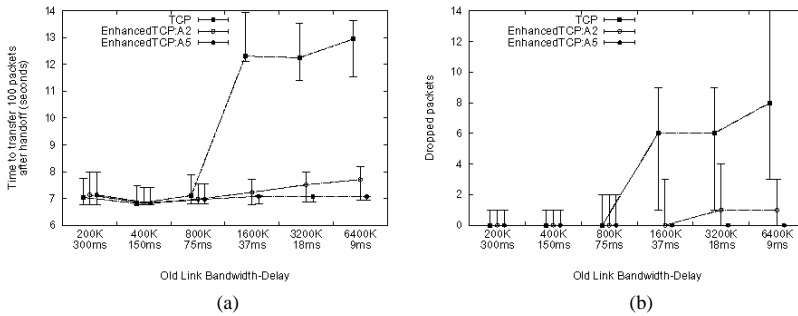 14
13
12
11
10
9
8
7
6
Time to transfer 100 packets
after handoff (seconds)
TCP
EnhancedTCP:A2
EnhancedTCP:A5
200K
300ms
400K
150ms
800K
75ms
1600K
37ms
3200K
18ms
6400K
9ms
Old Link Bandwidth-Delay
(a)
14
12
10
8
6
4
2
0
Dropped packets
TCP
EnhancedTCP:A2
EnhancedTCP:A5
200K
300ms
400K
150ms
800K
75ms
1600K
37ms
3200K
18ms
6400K
9ms
Old Link Bandwidth-Delay
(b)